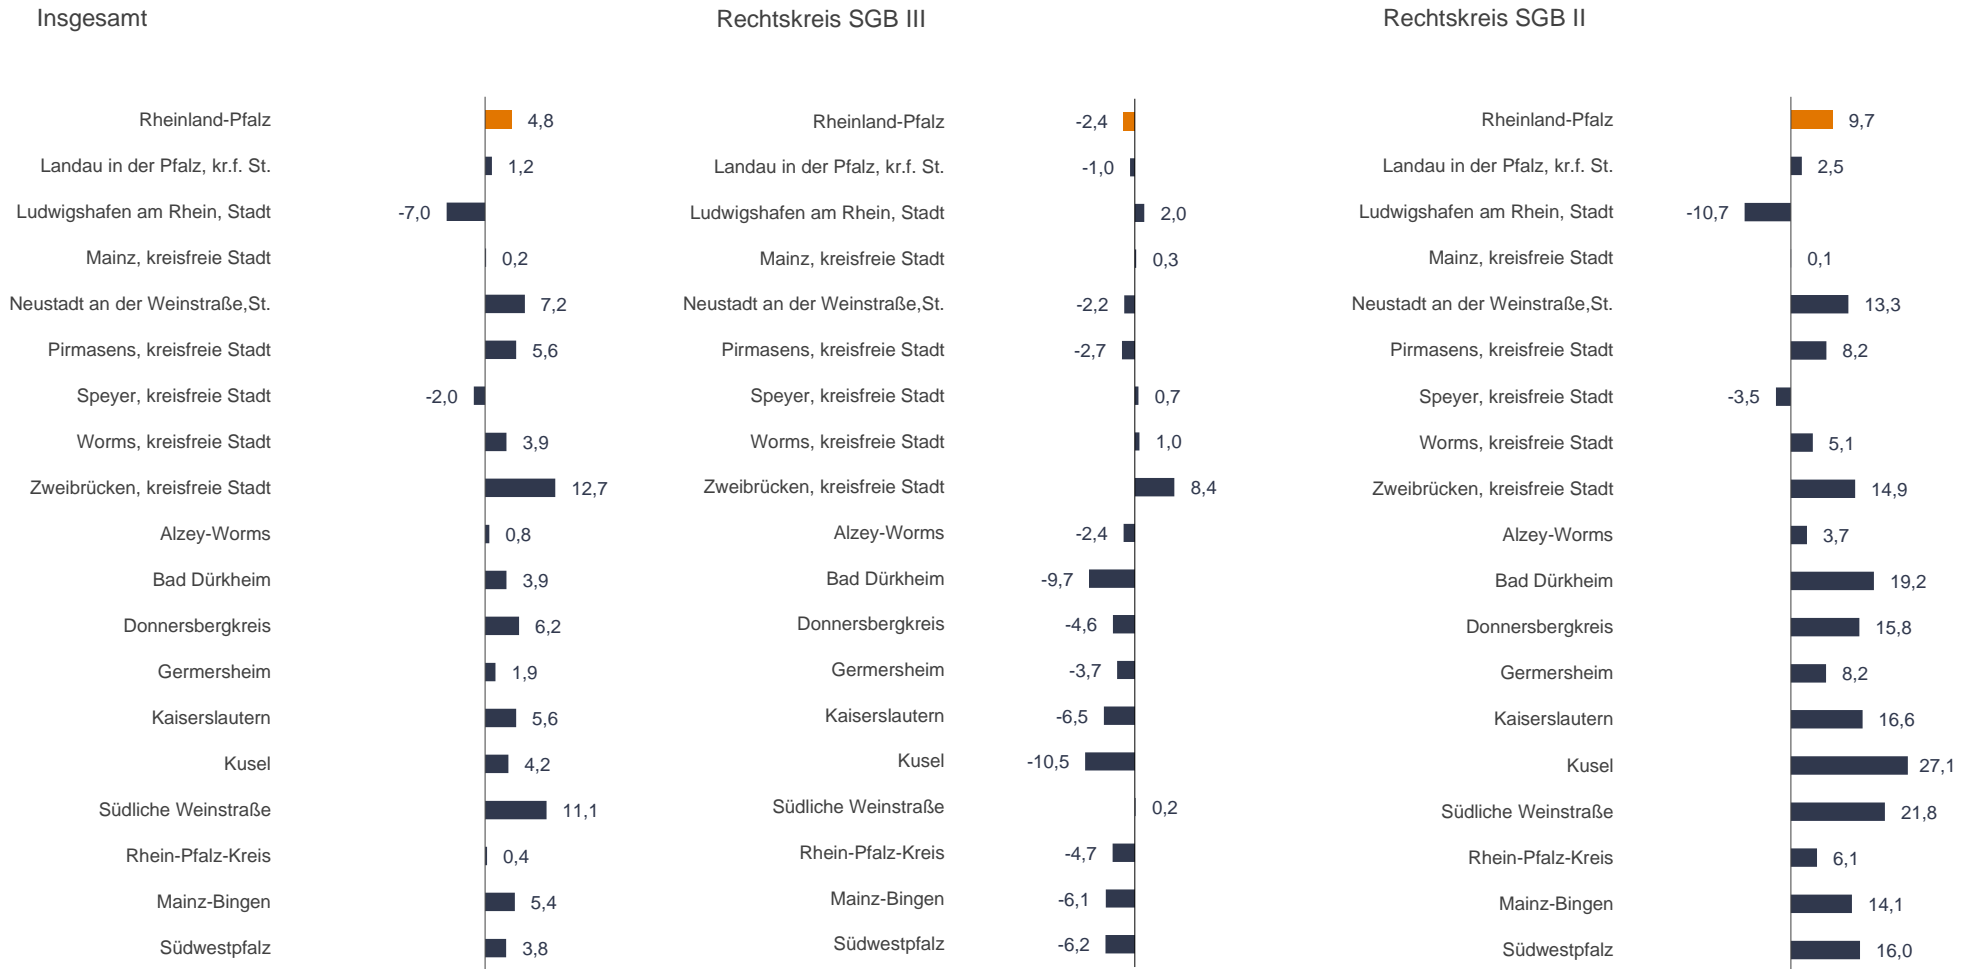 Insgesamt
Rheinland-Pfalz 4,8
Landau in der Pfalz, kr.f. St. 1,2
Ludwigshafen am Rhein, Stadt -7,0
Mainz, kreisfreie Stadt 0,2
Neustadt an der Weinstraße,St. 7,2
Pirmasens, kreisfreie Stadt 5,6
Speyer, kreisfreie Stadt -2,0
Worms, kreisfreie Stadt 3,9
Zweibrücken, kreisfreie Stadt 12,7
Alzey-Worms 0,8
Bad Dürkheim 3,9
Donnersbergkreis 6,2
Germersheim 1,9
Kaiserslautern 5,6
Kusel 4,2
Südliche Weinstraße 11,1
Rhein-Pfalz-Kreis 0,4
Mainz-Bingen 5,4
Südwestpfalz 3,8
Rechtskreis SGB III
Rheinland-Pfalz -2,4
Landau in der Pfalz, kr.f. St. -1,0
Ludwigshafen am Rhein, Stadt 2,0
Mainz, kreisfreie Stadt 0,3
Neustadt an der Weinstraße,St. -2,2
Pirmasens, kreisfreie Stadt -2,7
Speyer, kreisfreie Stadt 0,7
Worms, kreisfreie Stadt 1,0
Zweibrücken, kreisfreie Stadt 8,4
Alzey-Worms -2,4
Bad Dürkheim -9,7
Donnersbergkreis -4,6
Germersheim -3,7
Kaiserslautern -6,5
Kusel -10,5
Südliche Weinstraße 0,2
Rhein-Pfalz-Kreis -4,7
Mainz-Bingen -6,1
Südwestpfalz -6,2
Rechtskreis SGB II
Rheinland-Pfalz 9,7
Landau in der Pfalz, kr.f. St. 2,5
Ludwigshafen am Rhein, Stadt -10,7
Mainz, kreisfreie Stadt 0,1
Neustadt an der Weinstraße,St. 13,3
Pirmasens, kreisfreie Stadt 8,2
Speyer, kreisfreie Stadt -3,5
Worms, kreisfreie Stadt 5,1
Zweibrücken, kreisfreie Stadt 14,9
Alzey-Worms 3,7
Bad Dürkheim 19,2
Donnersbergkreis 15,8
Germersheim 8,2
Kaiserslautern 16,6
Kusel 27,1
Südliche Weinstraße 21,8
Rhein-Pfalz-Kreis 6,1
Mainz-Bingen 14,1
Südwestpfalz 16,0